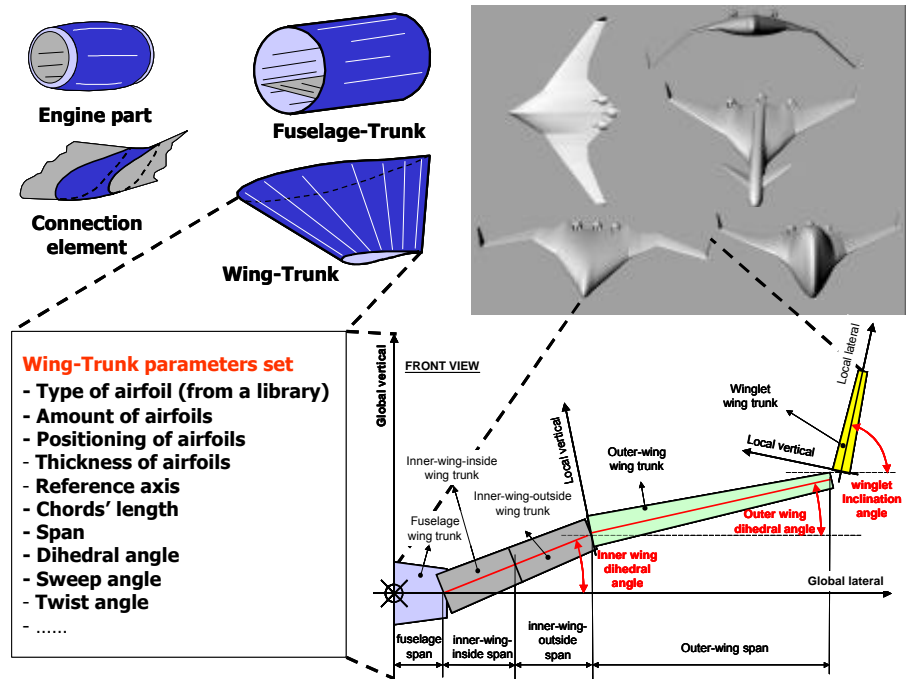 Engine part
Fuselage-Trunk
Connection
element
Wing-Trunk
Wing-Trunk parameters set
- Type of airfoil (from a library)
- Amount of airfoils
- Positioning of airfoils
- Thickness of airfoils
- Reference axis
- Chords' length
- Span
- Dihedral angle
- Sweep angle
- Twist angle
- ......
FRONT VIEW
Global vertical
Local lateral
Winglet
wing trunk
Local vertical
Outer-wing
wing trunk
Local vertical
Inner-wing-inside
wing trunk
Inner-wing-outside
wing trunk
Fuselage
wing trunk
winglet
Inclination
angle
Outer wing
dihedral angle
Inner wing
dihedral
angle
Global lateral
fuselage
span
inner-wing-
inside span
inner-wing-
outside
span
Outer-wing span